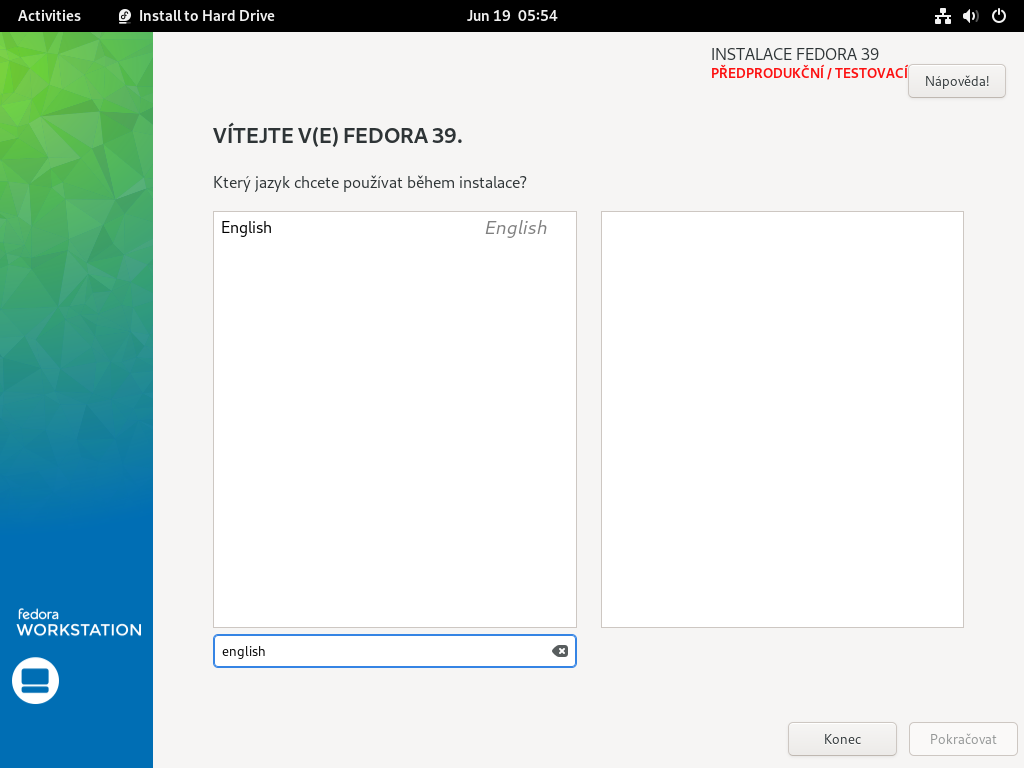 Activities Install to Hard Drive Jun 19 05:54
INSTALACE FEDORA 39
PŘEDPRODUKČNÍ / TESTOVACÍ
Nápověda!
VÍTEJTE V(E) FEDORA 39.
Který jazyk chcete používat během instalace?
English English
english
fedora
WORKSTATION
Konec Pokračovat